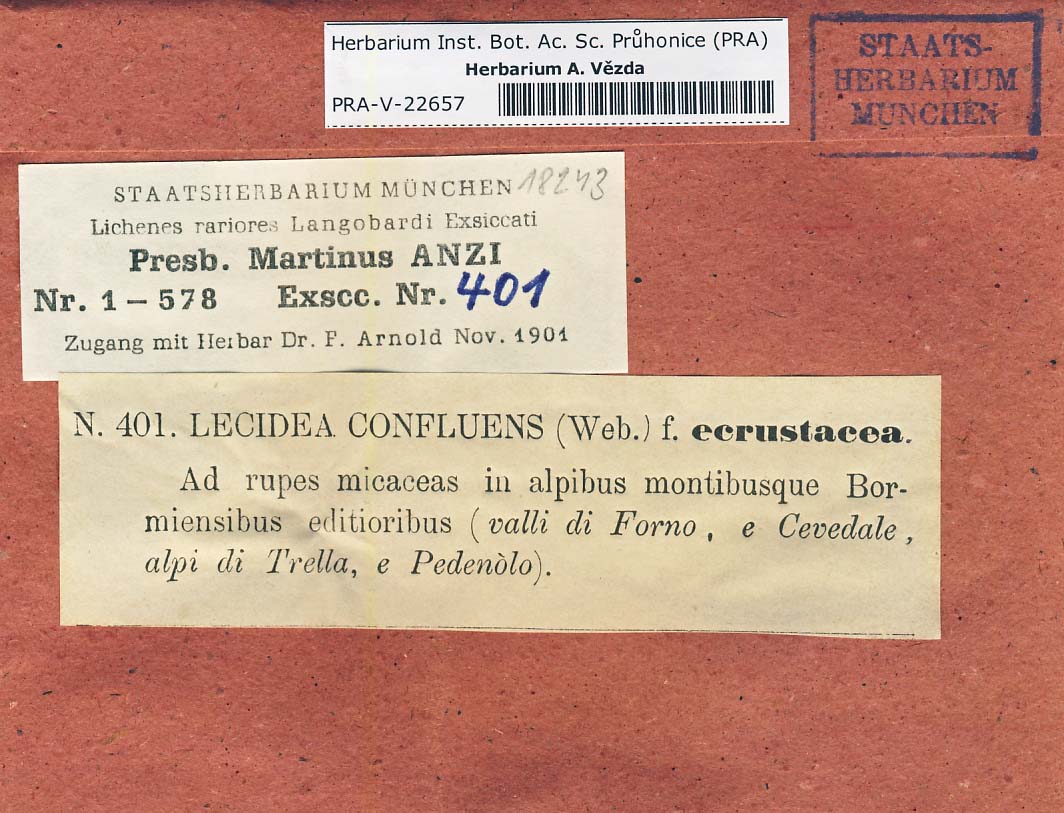 Herbarium Inst. Bot. Ac. Sc. Průhonice (PRA)
Herbarium A. Vězda
PRA-V-22657
STAATS-
HERBARIUM
MÜNCHEN
STAATSHERBARIUM MÜNCHEN 18243
Lichenes rariores Langobardi Exsiccati
Presb. Martinus ANZI
Nr. 1 – 578 Exscc. Nr. 401
Zugang mit Herbar Dr. F. Arnold Nov. 1901
N. 401. LECIDEA CONFLUENS (Web.) f. ecrustacea.
Ad rupes micaceas in alpibus montibusque Bor-
miensibus editioribus (valli di Forno, e Cevedale,
alpi di Trella, e Pedenòlo).